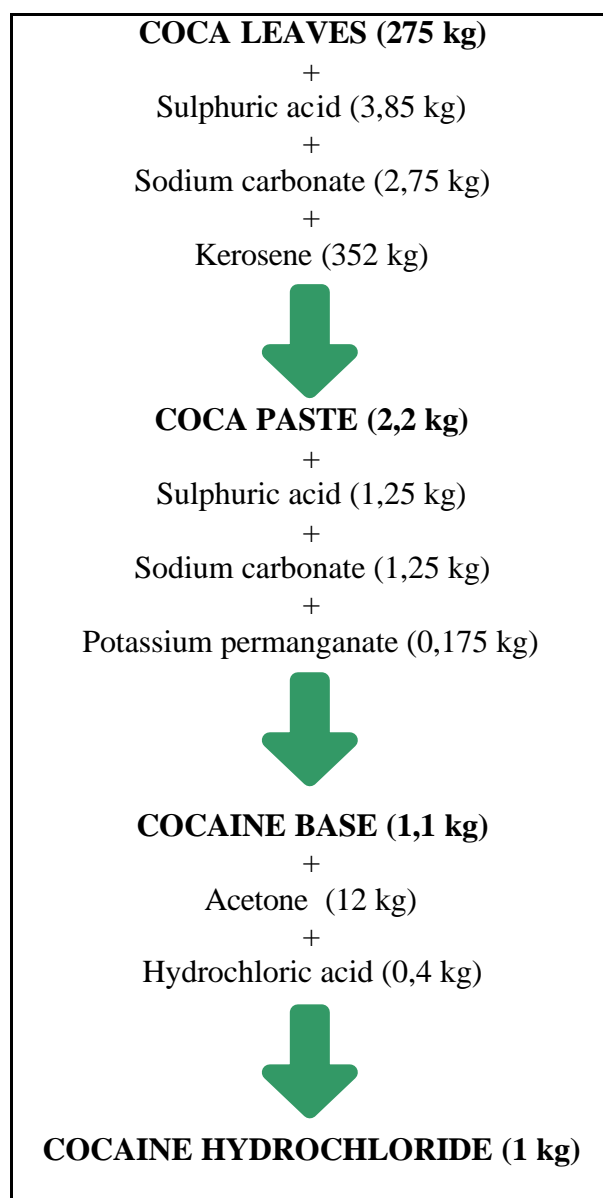 COCA LEAVES (275 kg)
+
Sulphuric acid (3,85 kg)
+
Sodium carbonate (2,75 kg)
+
Kerosene (352 kg)
COCA PASTE (2,2 kg)
+
Sulphuric acid (1,25 kg)
+
Sodium carbonate (1,25 kg)
+
Potassium permanganate (0,175 kg)
COCAINE BASE (1,1 kg)
+
Acetone (12 kg)
+
Hydrochloric acid (0,4 kg)
COCAINE HYDROCHLORIDE (1 kg)